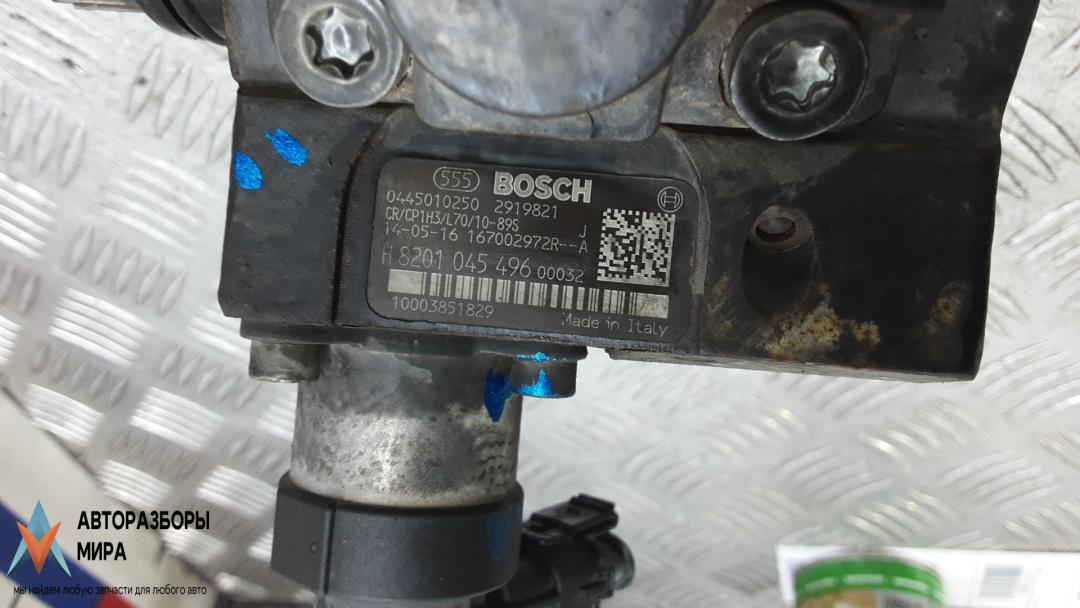 555 BOSCH
0445010250 2919821
CR/CP1H3/L70/10-89S J
14-05-16 167002972R--A
H 8201 045 496 00032
10003851829 Made in Italy
АВТОРАЗБОРЫ
МИРА
мы найдем любую запчасти для любого авто